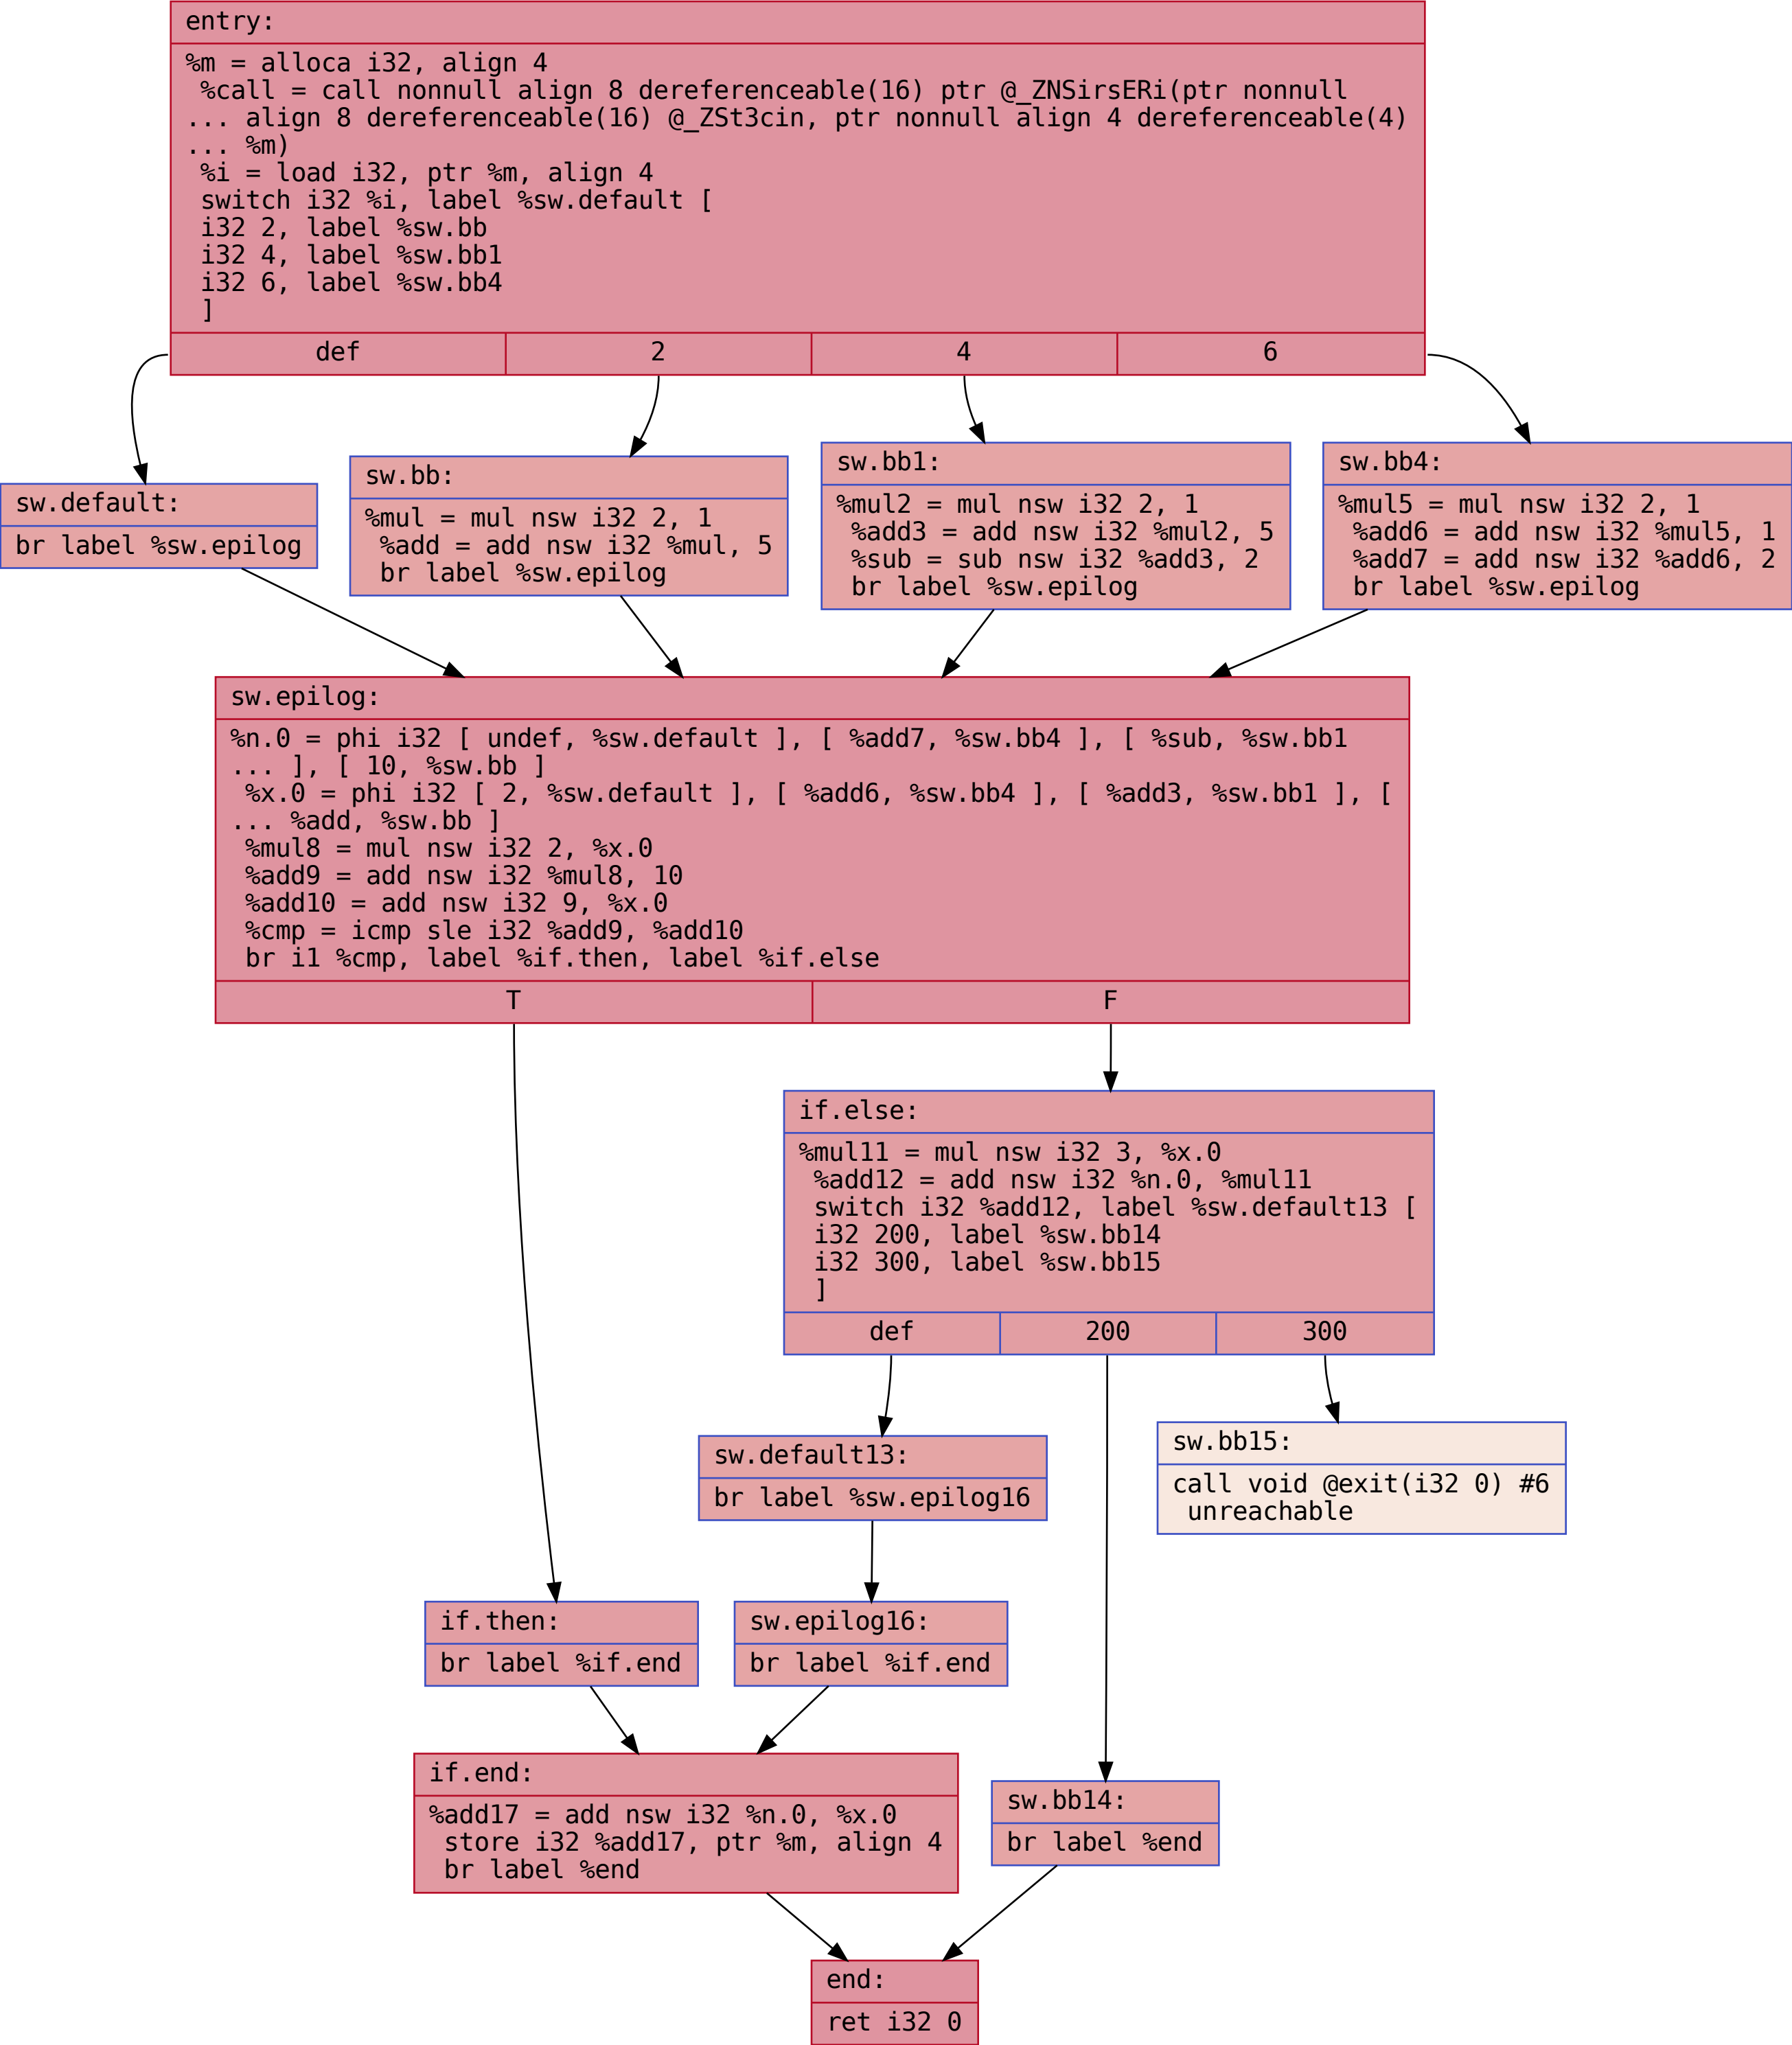 entry:
%m = alloca i32, align 4
%call = call nonnull align 8 dereferenceable(16) ptr @_ZNSirsERi(ptr nonnull
... align 8 dereferenceable(16) @_ZSt3cin, ptr nonnull align 4 dereferenceable(4)
... %m)
%i = load i32, ptr %m, align 4
switch i32 %i, label %sw.default [
i32 2, label %sw.bb
i32 4, label %sw.bb1
i32 6, label %sw.bb4
]
def
2
4
6
sw.default:
br label %sw.epilog
sw.bb:
%mul = mul nsw i32 2, 1
%add = add nsw i32 %mul, 5
br label %sw.epilog
sw.bb1:
%mul2 = mul nsw i32 2, 1
%add3 = add nsw i32 %mul2, 5
%sub = sub nsw i32 %add3, 2
br label %sw.epilog
sw.bb4:
%mul5 = mul nsw i32 2, 1
%add6 = add nsw i32 %mul5, 1
%add7 = add nsw i32 %add6, 2
br label %sw.epilog
sw.epilog:
%n.0 = phi i32 [ undef, %sw.default ], [ %add7, %sw.bb4 ], [ %sub, %sw.bb1
... ], [ 10, %sw.bb ]
%x.0 = phi i32 [ 2, %sw.default ], [ %add6, %sw.bb4 ], [ %add3, %sw.bb1 ], [
... %add, %sw.bb ]
%mul8 = mul nsw i32 2, %x.0
%add9 = add nsw i32 %mul8, 10
%add10 = add nsw i32 9, %x.0
%cmp = icmp sle i32 %add9, %add10
br i1 %cmp, label %if.then, label %if.else
T
F
if.else:
%mul11 = mul nsw i32 3, %x.0
%add12 = add nsw i32 %n.0, %mul11
switch i32 %add12, label %sw.default13 [
i32 200, label %sw.bb14
i32 300, label %sw.bb15
]
def
200
300
sw.default13:
br label %sw.epilog16
sw.bb15:
call void @exit(i32 0) #6
unreachable
if.then:
br label %if.end
sw.epilog16:
br label %if.end
if.end:
%add17 = add nsw i32 %n.0, %x.0
store i32 %add17, ptr %m, align 4
br label %end
sw.bb14:
br label %end
end:
ret i32 0